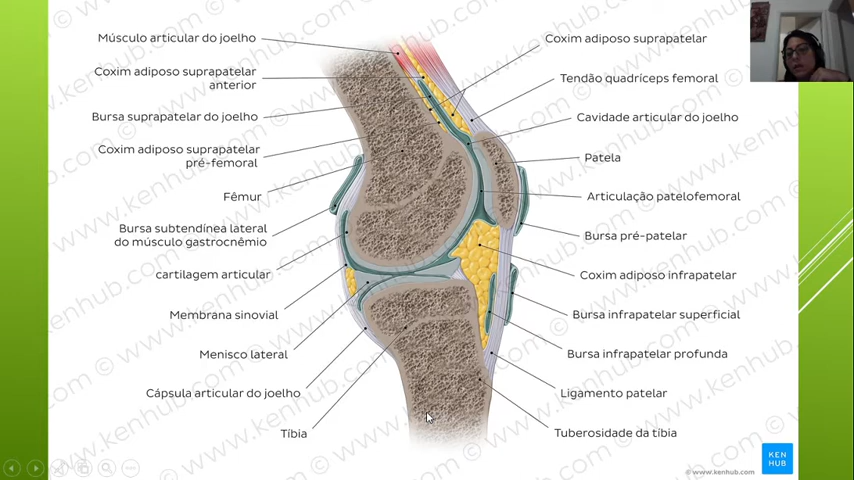 Músculo articular do joelho
Coxim adiposo suprapatelar
anterior
Bursa suprapatelar do joelho
Coxim adiposo suprapatelar
pré-femoral
Fêmur
Bursa subtendínea lateral
do músculo gastrocnêmio
cartilagem articular
Membrana sinovial
Menisco lateral
Cápsula articular do joelho
Tíbia
Coxim adiposo suprapatelar
Tendão quadríceps femoral
Cavidade articular do joelho
Patela
Articulação patelofemoral
Bursa pré-patelar
Coxim adiposo infrapatelar
Bursa infrapatelar superficial
Bursa infrapatelar profunda
Ligamento patelar
Tuberosidade da tíbia
KEN
HUB
© www.kenhub.com